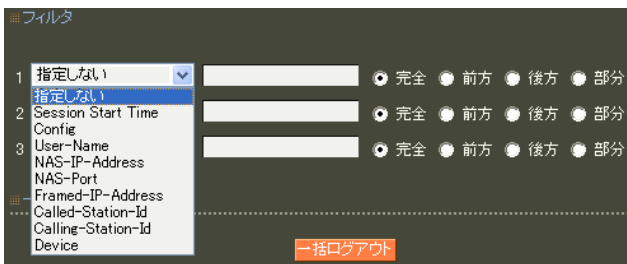 フィルタ
1 指定しない 完全 前方 後方 部分
指定しない
2 Session Start Time 完全 前方 後方 部分
Config
3 User-Name 完全 前方 後方 部分
NAS-IP-Address
NAS-Port
Framed-IP-Address
Called-Station-Id
Calling-Station-Id
Device
一括ログアウト